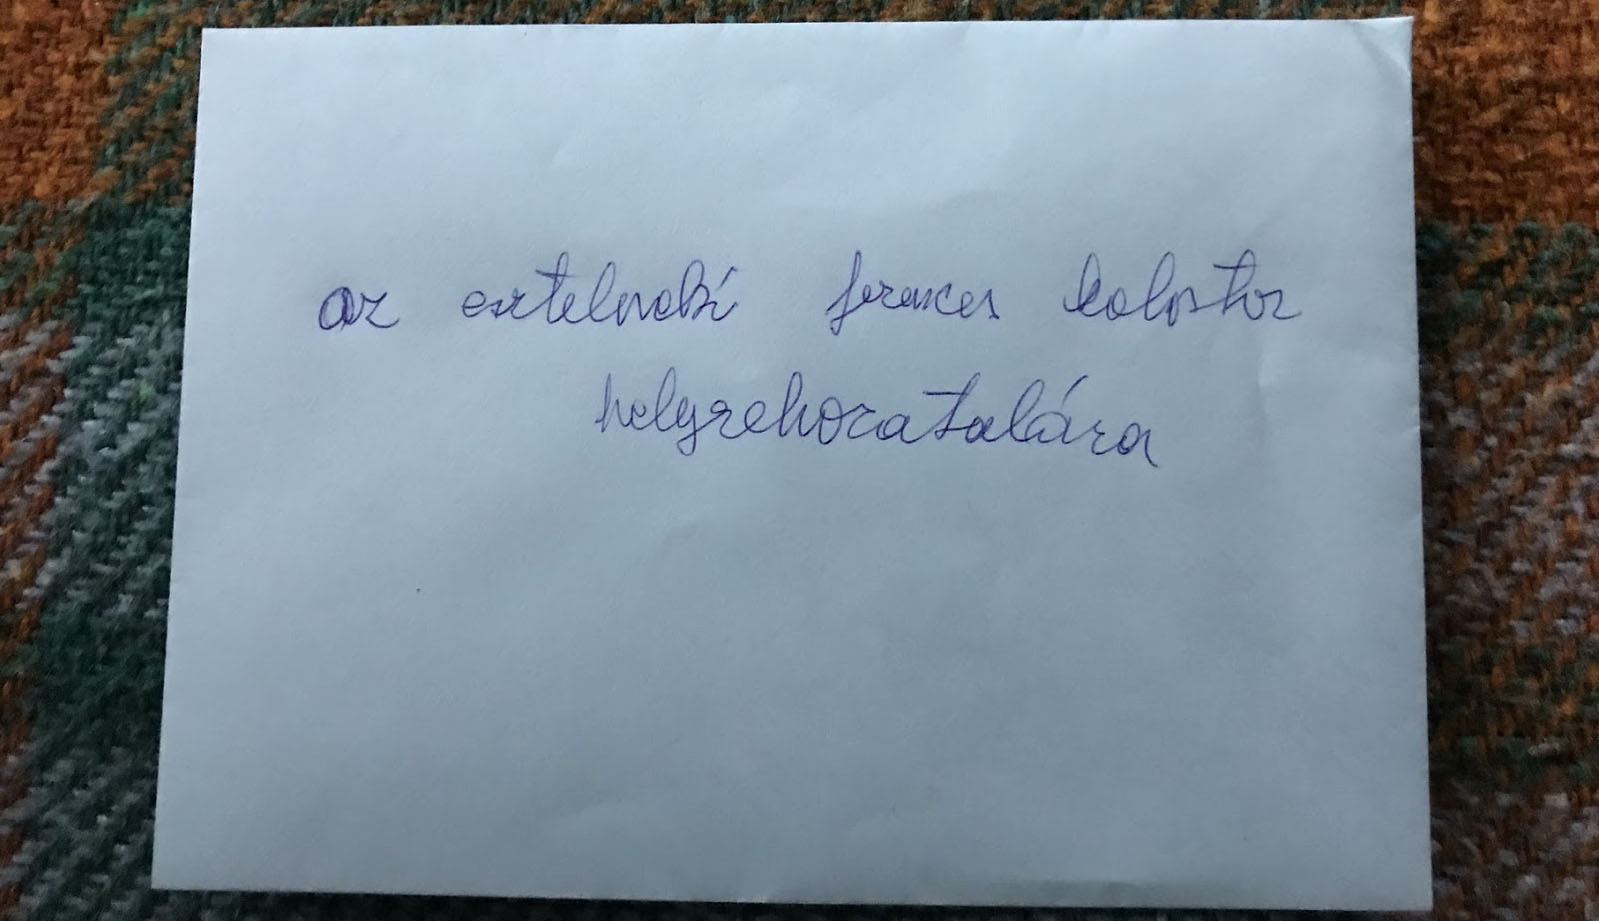 az esztelneki ferences kolostor
helyrehozatalára